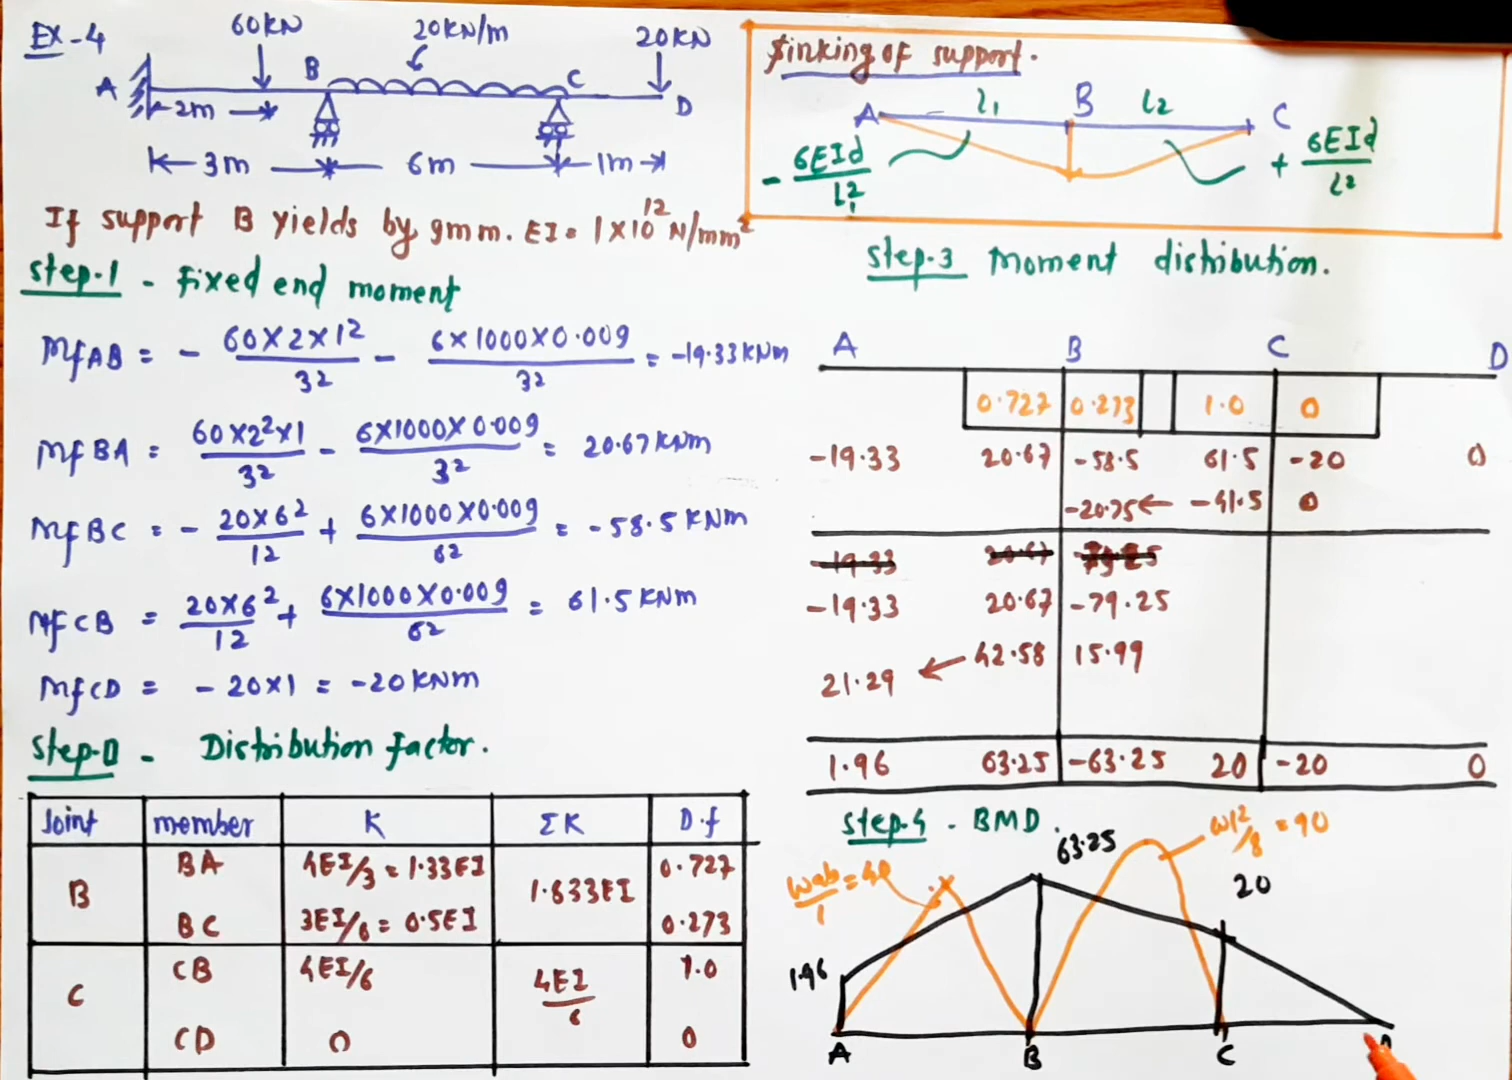 EX-4
60KN 20KN/m 20KN
A B C D
2m
3m 6m 1m
If support B yields by 9mm. EI = 1×10¹² N/mm²
Step-1 - Fixed end moment
MfAB = - 60×2×1²/3² - 6×1000×0.009/3² = -19.33 KNm
MfBA = 60×2²×1/3² - 6×1000×0.009/3² = 20.67 KNm
MfBC = - 20×6²/12 + 6×1000×0.009/6² = -58.5 KNm
MfCB = 20×6²/12 + 6×1000×0.009/6² = 61.5 KNm
MfCD = - 20×1 = -20 KNm
Step-D - Distribution factor.
Joint member K ΣK D.f
B BA 4EI/3 = 1.33EI 1.833EI 0.727
BC 3EI/6 = 0.5EI 0.273
C CB 4EI/6 4EI/6 1.0
CD 0 0
Sinking of support.
A l₁ B l₂ C
- 6EId/l₁² + 6EId/l²
Step-3 Moment distribution.
A B C D
0.727 0.273 1.0 0
-19.33 20.67 -58.5 61.5 -20 0
-20.75 ← -41.5 0
-19.33 20.67 -79.25
-19.33 20.67 -79.25
21.29 ← 42.58 15.99
1.96 63.25 -63.25 20 -20 0
Step-4 - BMD.
Wab/l = 40 63.25 wl²/8 = 90
20
1.96
A B C